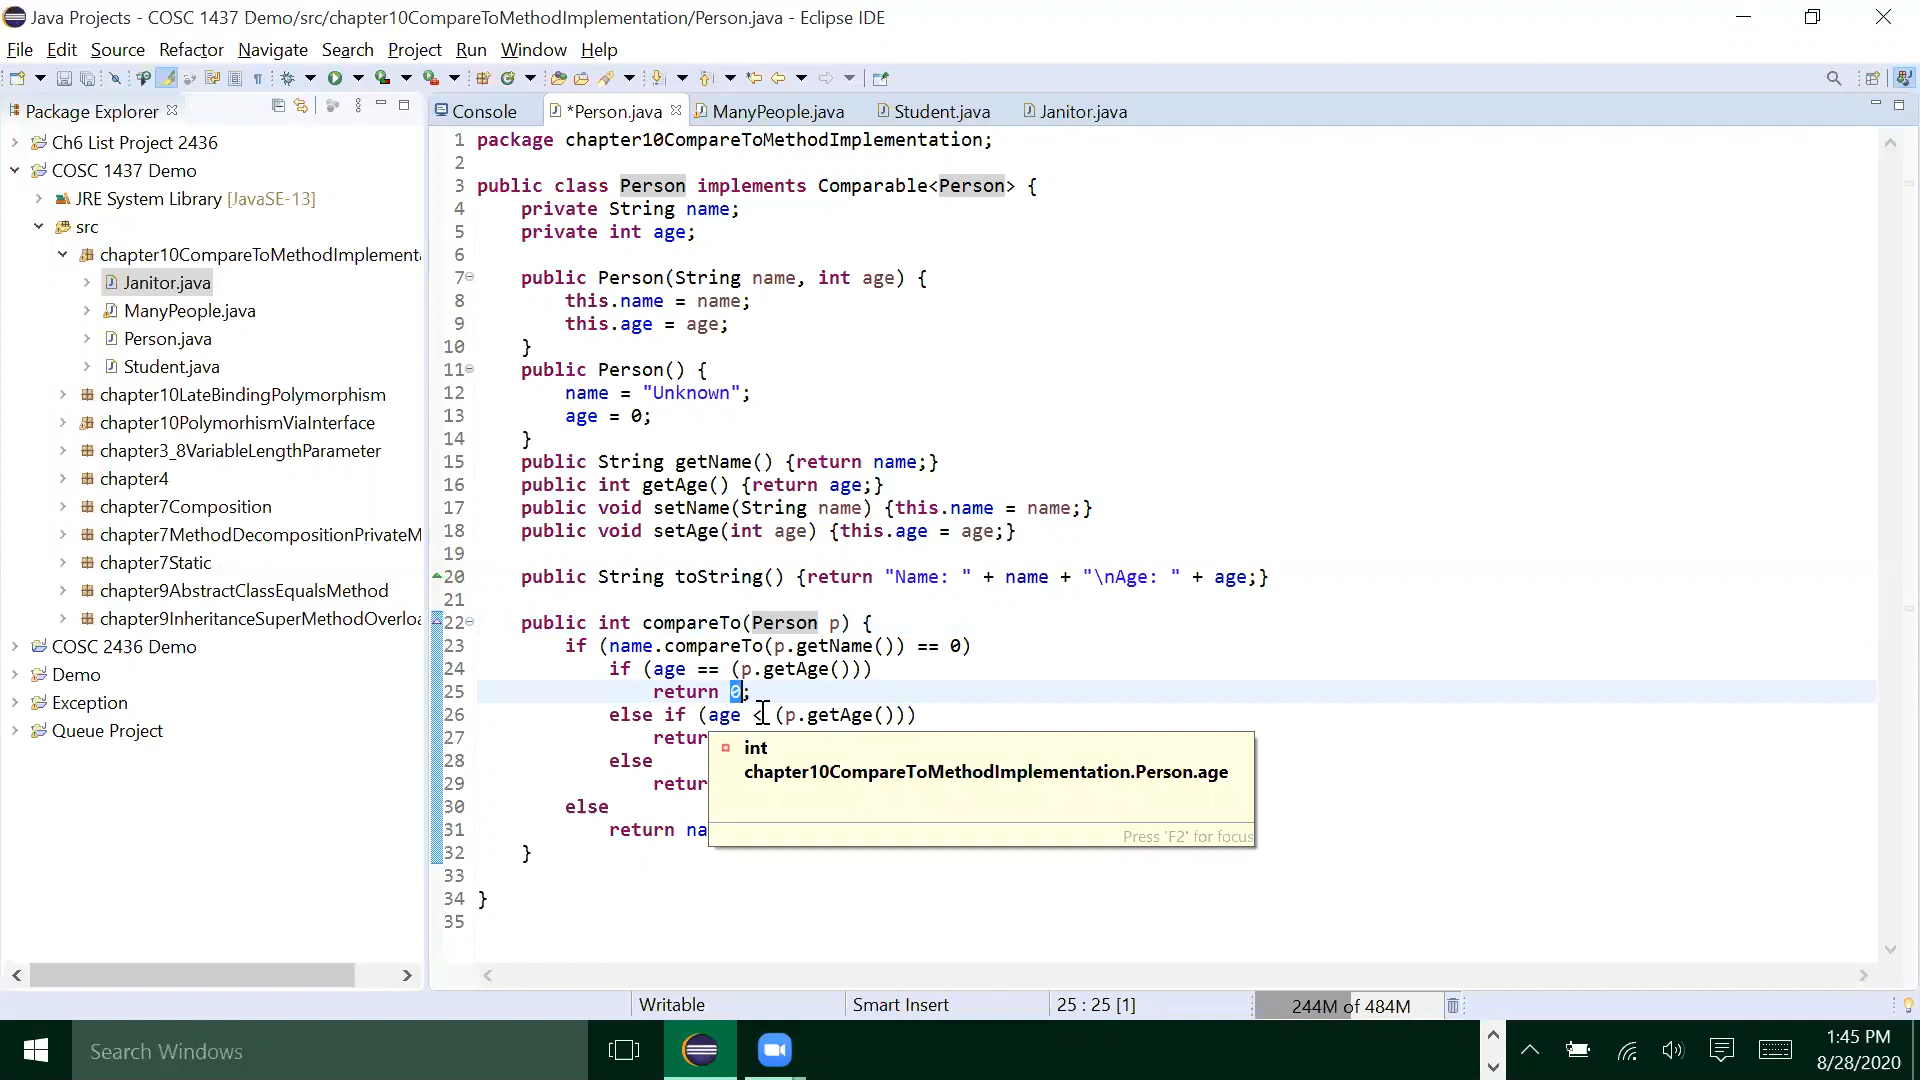 Java Projects - COSC 1437 Demo/src/chapter10CompareToMethodImplementation/Person.java - Eclipse IDE
File Edit Source Refactor Navigate Search Project Run Window Help
Package Explorer
Ch6 List Project 2436
COSC 1437 Demo
JRE System Library [JavaSE-13]
src
chapter10CompareToMethodImplementa
Janitor.java
ManyPeople.java
Person.java
Student.java
chapter10LateBindingPolymorphism
chapter10PolymorhismViaInterface
chapter3_8VariableLengthParameter
chapter4
chapter7Composition
chapter7MethodDecompositionPrivateM
chapter7Static
chapter9AbstractClassEqualsMethod
chapter9InheritanceSuperMethodOverloa
COSC 2436 Demo
Demo
Exception
Queue Project
Console *Person.java ManyPeople.java Student.java Janitor.java
1 package chapter10CompareToMethodImplementation;
2
3 public class Person implements Comparable<Person> {
4 private String name;
5 private int age;
6
7 public Person(String name, int age) {
8 this.name = name;
9 this.age = age;
10 }
11 public Person() {
12 name = "Unknown";
13 age = 0;
14 }
15 public String getName() {return name;}
16 public int getAge() {return age;}
17 public void setName(String name) {this.name = name;}
18 public void setAge(int age) {this.age = age;}
19
20 public String toString() {return "Name: " + name + "\nAge: " + age;}
21
22 public int compareTo(Person p) {
23 if (name.compareTo(p.getName()) == 0)
24 if (age == (p.getAge()))
25 return 0;
26 else if (age < (p.getAge()))
27 retur
28 else
29 retur
30 else
31 return na
32 }
33
34 }
35
int
chapter10CompareToMethodImplementation.Person.age
Press 'F2' for focus
Writable Smart Insert 25 : 25 [1] 244M of 484M
Search Windows
1:45 PM
8/28/2020